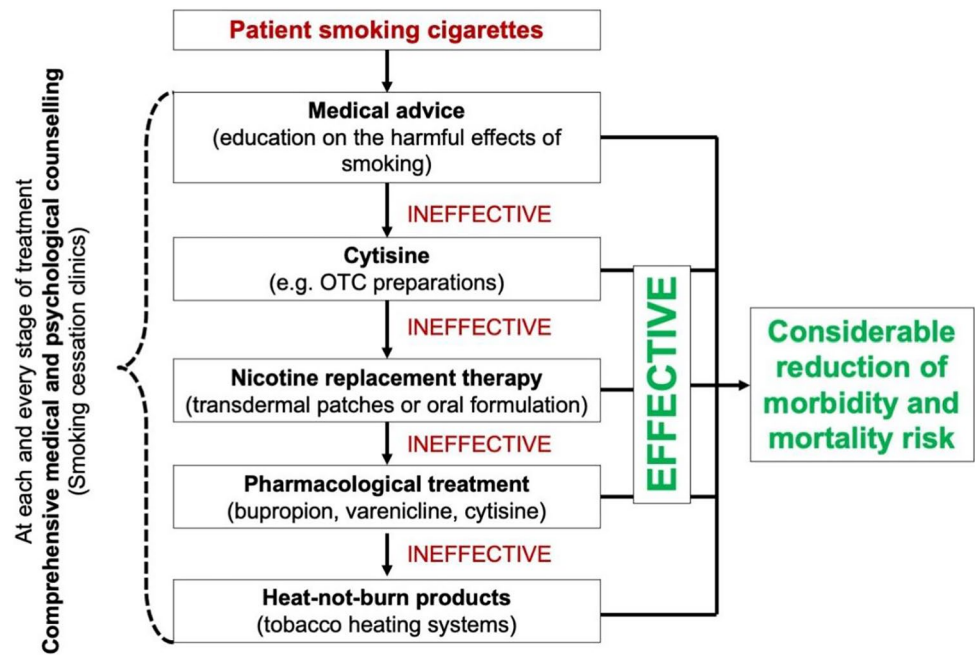 Patient smoking cigarettes
At each and every stage of treatment
Comprehensive medical and psychological counselling
(Smoking cessation clinics)
Medical advice
(education on the harmful effects of
smoking)
INEFFECTIVE
Cytisine
(e.g. OTC preparations)
INEFFECTIVE
Nicotine replacement therapy
(transdermal patches or oral formulation)
INEFFECTIVE
Pharmacological treatment
(bupropion, varenicline, cytisine)
INEFFECTIVE
Heat-not-burn products
(tobacco heating systems)
EFFECTIVE
Considerable
reduction of
morbidity and
mortality risk